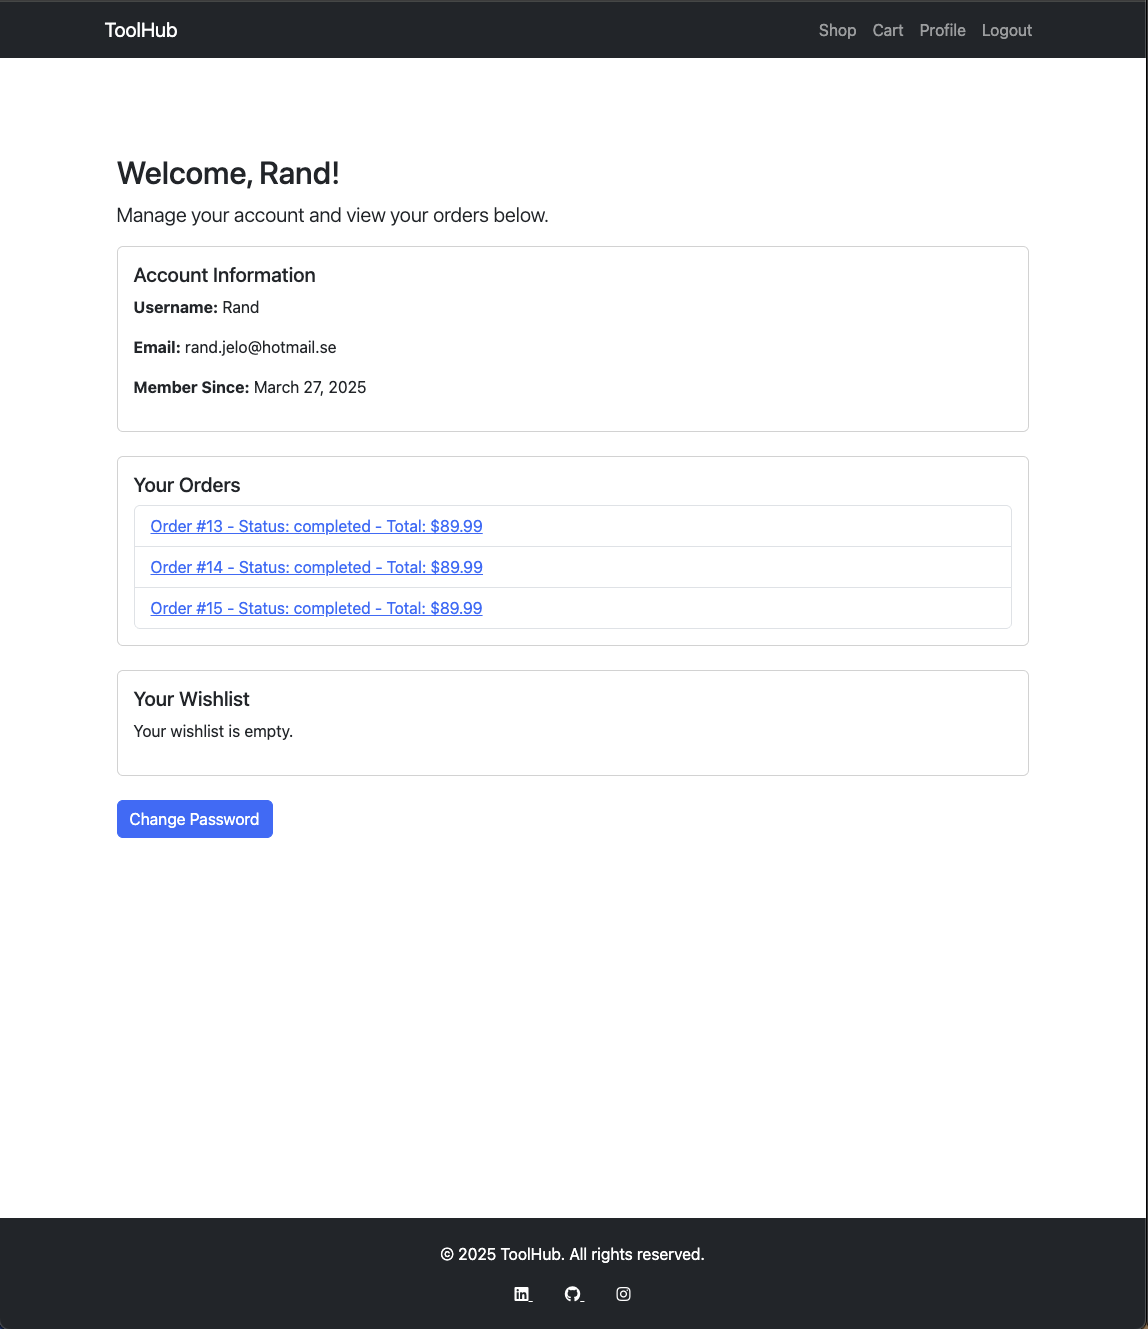 ToolHub
Shop Cart Profile Logout
Welcome, Rand!
Manage your account and view your orders below.
Account Information
Username: Rand
Email: rand.jelo@hotmail.se
Member Since: March 27, 2025
Your Orders
Order #13 - Status: completed - Total: $89.99
Order #14 - Status: completed - Total: $89.99
Order #15 - Status: completed - Total: $89.99
Your Wishlist
Your wishlist is empty.
Change Password
© 2025 ToolHub. All rights reserved.